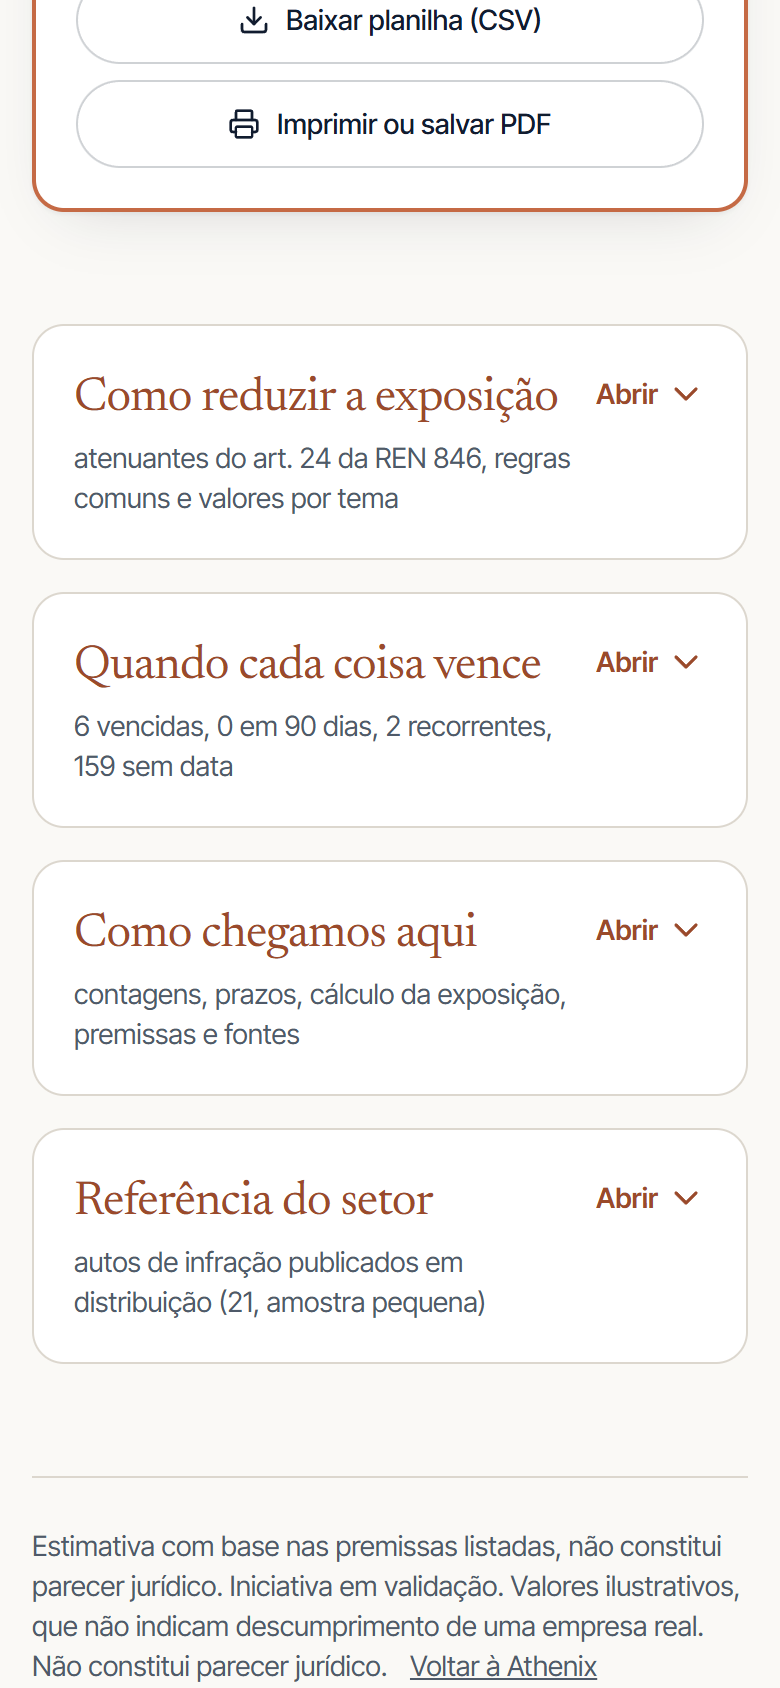 Baixar planilha (CSV)
Imprimir ou salvar PDF
Como reduzir a exposição
Abrir
atenuantes do art. 24 da REN 846, regras
comuns e valores por tema
Quando cada coisa vence
Abrir
6 vencidas, 0 em 90 dias, 2 recorrentes,
159 sem data
Como chegamos aqui
Abrir
contagens, prazos, cálculo da exposição,
premissas e fontes
Referência do setor
Abrir
autos de infração publicados em
distribuição (21, amostra pequena)
Estimativa com base nas premissas listadas, não constitui
parecer jurídico. Iniciativa em validação. Valores ilustrativos,
que não indicam descumprimento de uma empresa real.
Não constitui parecer jurídico. Voltar à Athenix